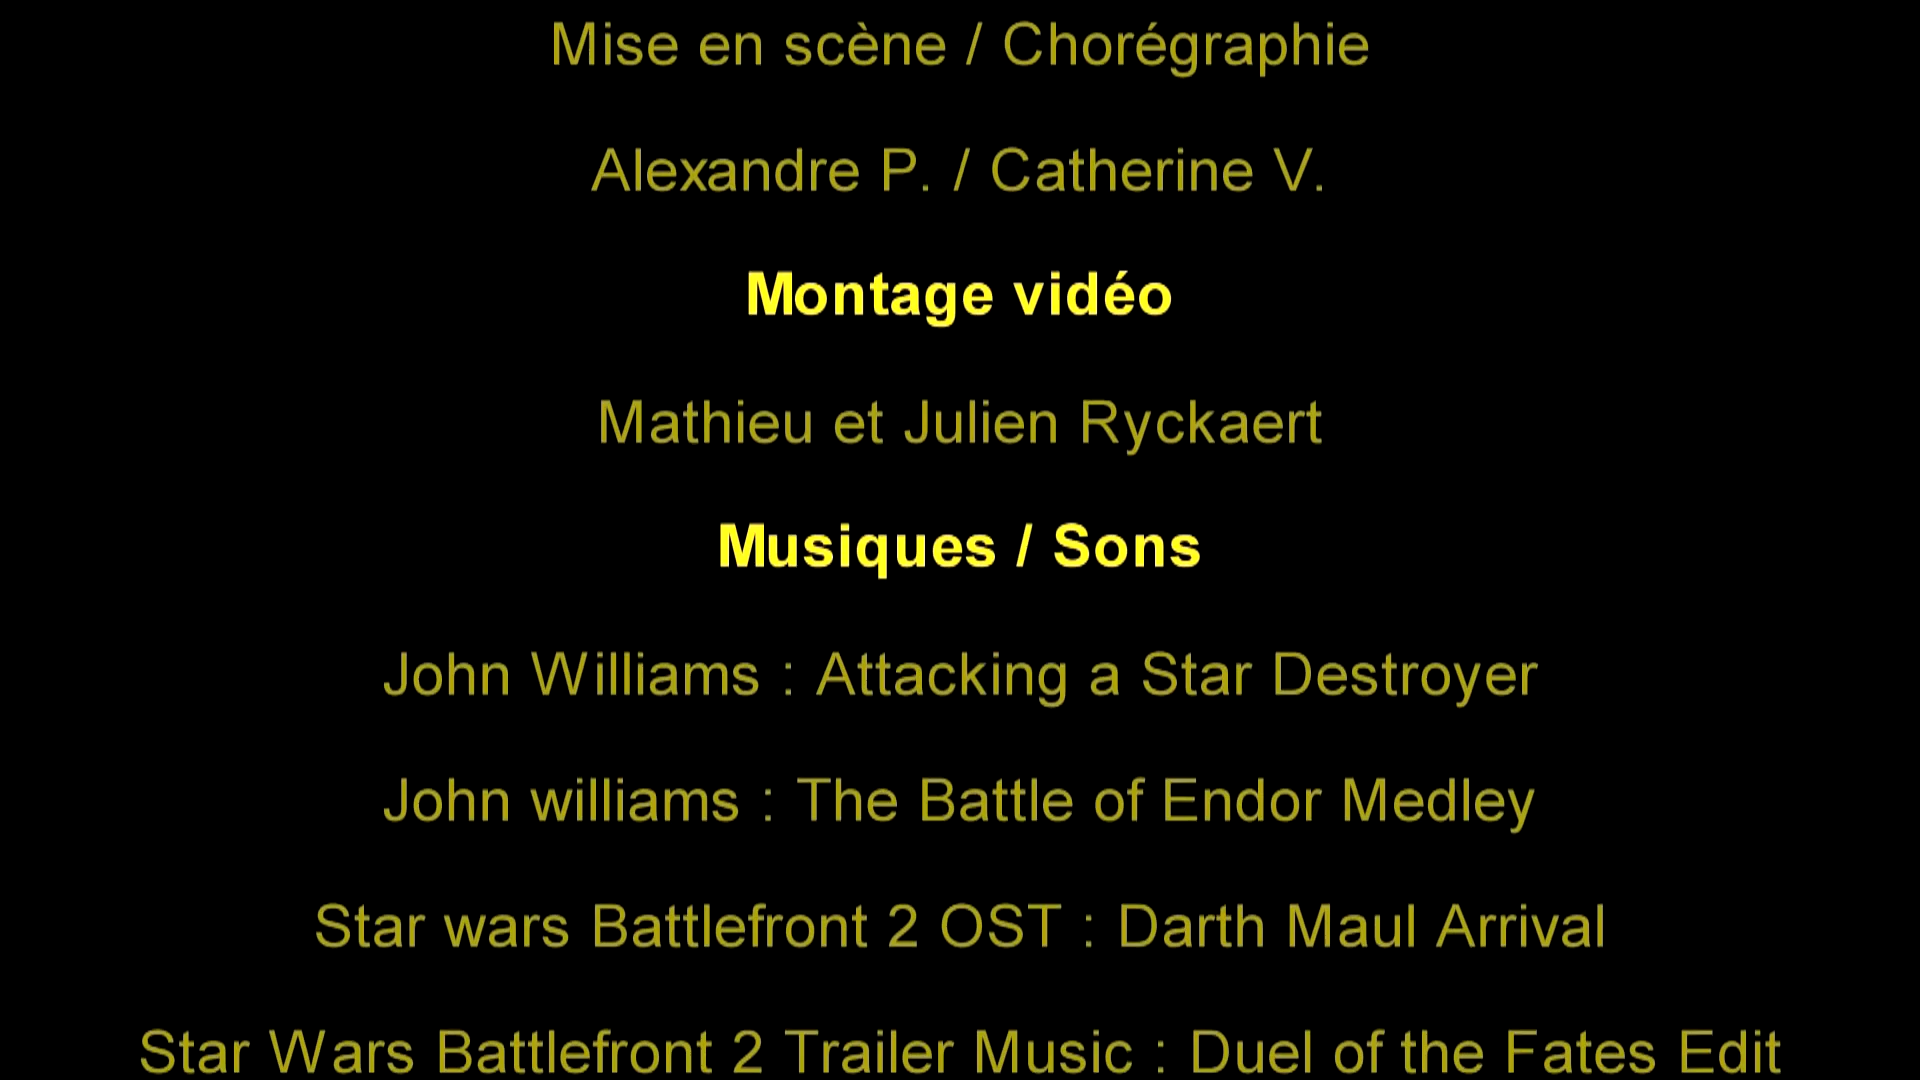 Mise en scène / Chorégraphie
Alexandre P. / Catherine V.
Montage vidéo
Mathieu et Julien Ryckaert
Musiques / Sons
John Williams : Attacking a Star Destroyer
John williams : The Battle of Endor Medley
Star wars Battlefront 2 OST : Darth Maul Arrival
Star Wars Battlefront 2 Trailer Music : Duel of the Fates Edit